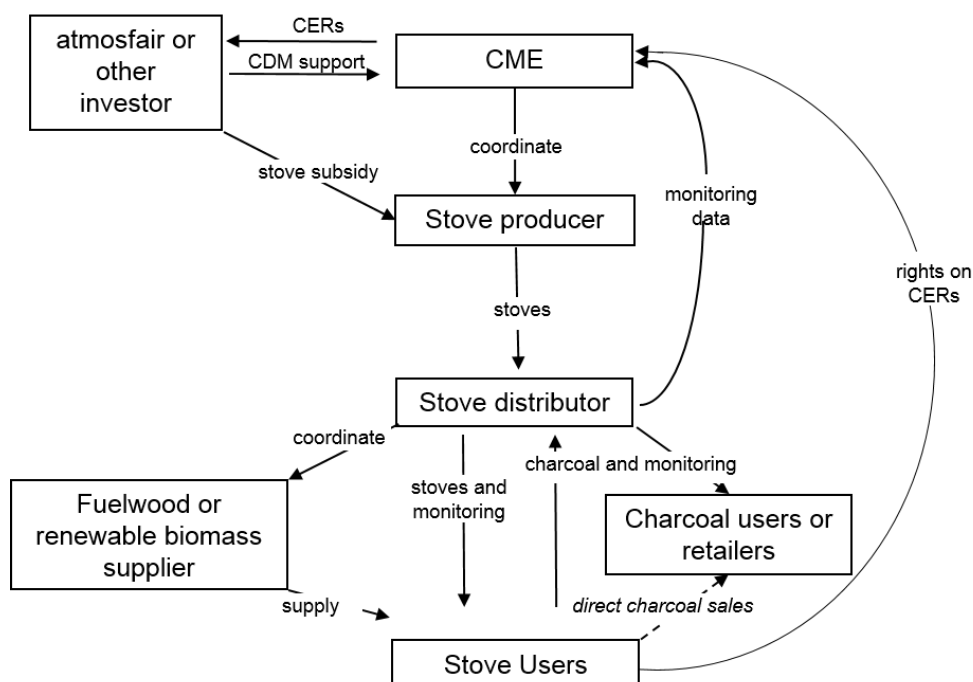 atmosfair or
other
investor
CERs
CDM support
CME
coordinate
stove subsidy
Stove producer
monitoring
data
rights on
CERs
stoves
Stove distributor
coordinate
charcoal and monitoring
stoves and
monitoring
Fuelwood or
renewable biomass
supplier
Charcoal users or
retailers
supply
direct charcoal sales
Stove Users